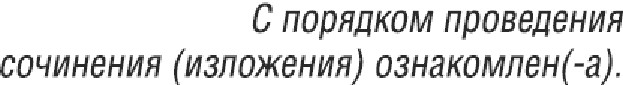 С порядком проведения
сочинения (изложения) ознакомлен(-а).